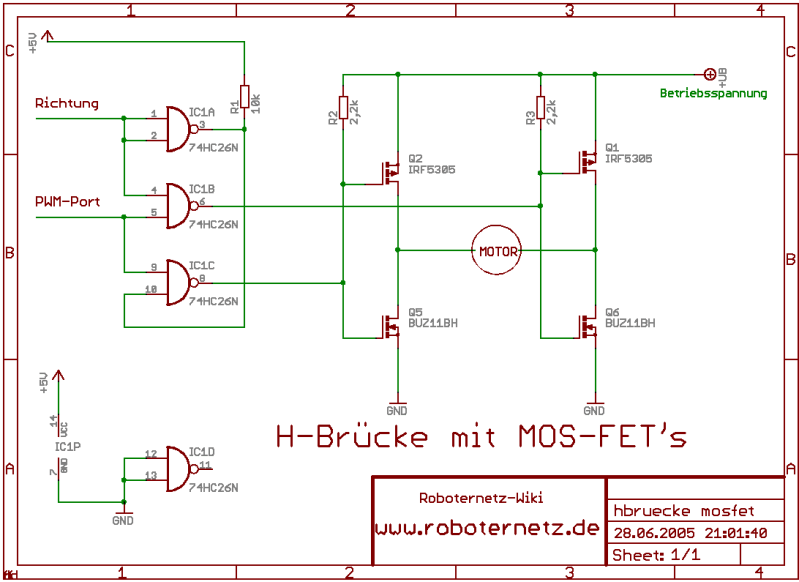 1 2 3 4
C
+5V
+UB
C
Betriebsspannung
Richtung
R1
10k
R2
2,2k
R3
2,2k
1
2
3
IC1A
74HC26N
Q2
IRF5305
Q1
IRF5305
PWM-Port
4
5
6
IC1B
74HC26N
B
MOTOR
B
9
10
8
IC1C
74HC26N
Q5
BUZ11BH
Q6
BUZ11BH
+5V
GND
GND
14
VCC
IC1P
7
GND
H-Brücke mit MOS-FET's
A
12
13
11
IC1D
74HC26N
A
GND
Roboternetz-Wiki
www.roboternetz.de
hbruecke mosfet
28.06.2005 21:01:40
Sheet: 1/1
1 2 3 4